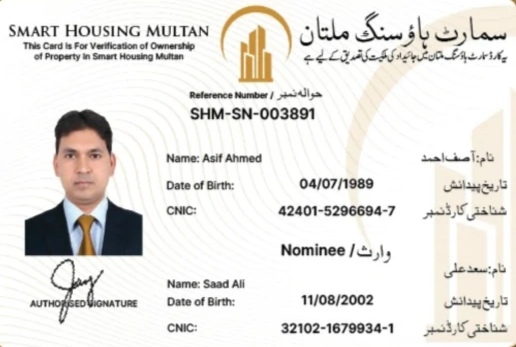 SMART HOUSING MULTAN
This Card Is For Verification of Ownership
of Property In Smart Housing Multan
SHM
سمارٹ ہاؤسنگ ملتان
یہ کارڈ سمارٹ ہاؤسنگ ملتان میں جائیداد کی ملکیت کی تصدیق کے لیے ہے
Reference Number / حوالہ نمبر
SHM-SN-003891
Name: Asif Ahmed نام: آصف احمد
Date of Birth: 04/07/1989 تاریخ پیدائش
CNIC: 42401-5296694-7 شناختی کارڈ نمبر
Nominee / وارث
Name: Saad Ali نام: سعد علی
Date of Birth: 11/08/2002 تاریخ پیدائش
CNIC: 32102-1679934-1 شناختی کارڈ نمبر
AUTHORISED SIGNATURE